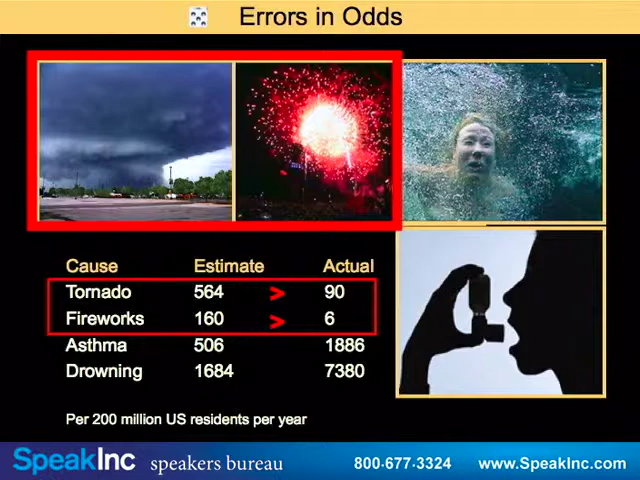 Errors in Odds
Cause Estimate Actual
Tornado 564 > 90
Fireworks 160 > 6
Asthma 506 1886
Drowning 1684 7380
Per 200 million US residents per year
SpeakInc speakers bureau 800-677-3324 www.SpeakInc.com